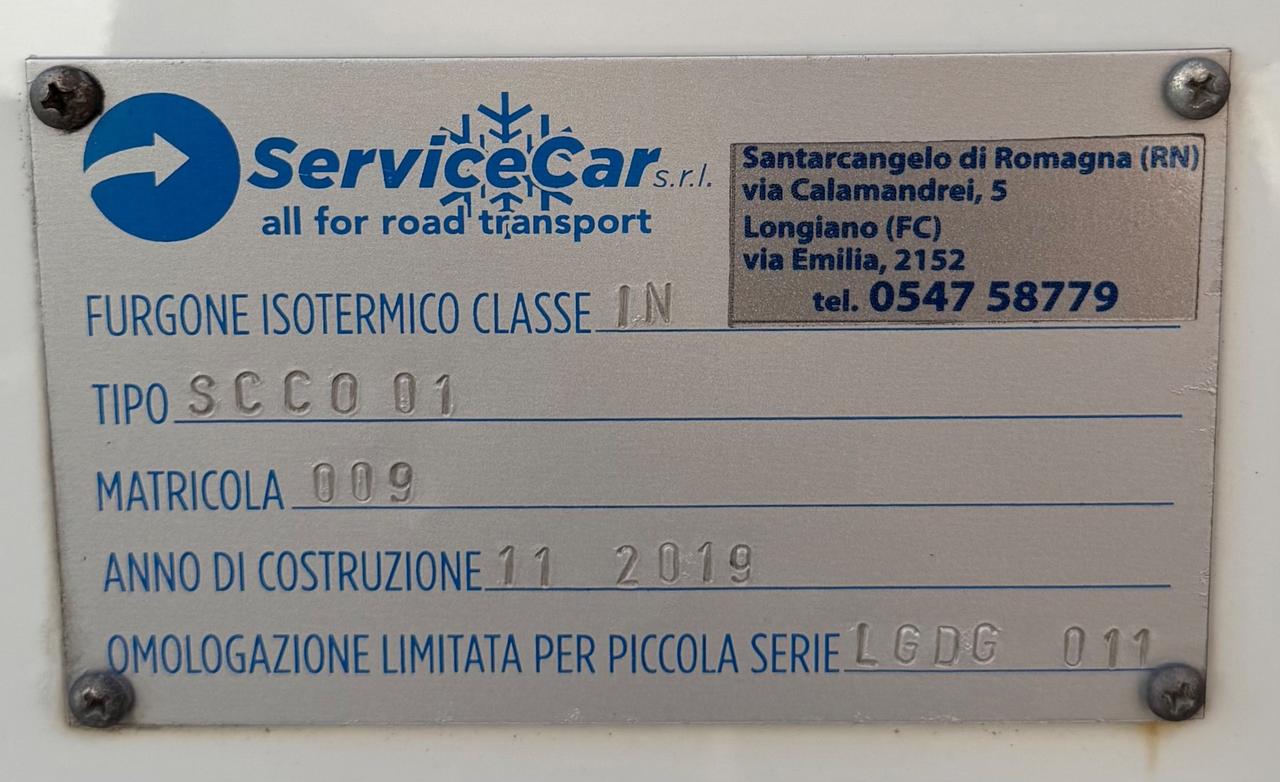 ServiceCar s.r.l.
all for road transport
Santarcangelo di Romagna (RN)
via Calamandrei, 5
Longiano (FC)
via Emilia, 2152
tel. 0547 58779
FURGONE ISOTERMICO CLASSE IN
TIPO SCCO 01
MATRICOLA 009
ANNO DI COSTRUZIONE 11 2019
OMOLOGAZIONE LIMITATA PER PICCOLA SERIE LGDG 011